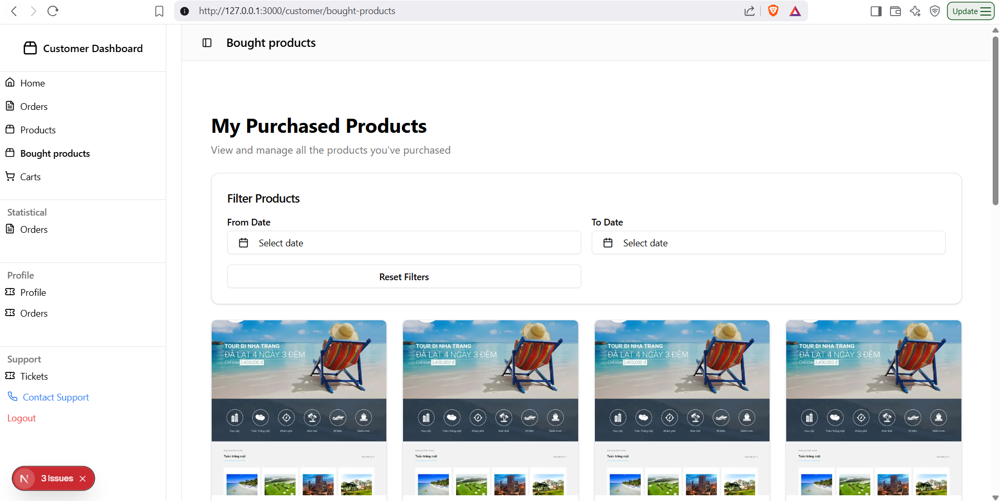 http://127.0.0.1:3000/customer/bought-products
Update
Customer Dashboard
Home
Orders
Products
Bought products
Carts
Statistical
Orders
Profile
Profile
Orders
Support
Tickets
Contact Support
Logout
N
3 Issues
Bought products
My Purchased Products
View and manage all the products you've purchased
Filter Products
From Date
To Date
Select date
Select date
Reset Filters
TOUR ĐI NHA TRANG
ĐÀ LẠT 4 NGÀY 3 ĐÊM
Chỉ còn 3,400,000 đ
Cao cấp
Tuần Trăng mật
Khám phá
Sinh thái
Đi biển
Hành trình
Tuần trăng mật
TOUR ĐI NHA TRANG
ĐÀ LẠT 4 NGÀY 3 ĐÊM
Chỉ còn 3,400,000 đ
Cao cấp
Tuần Trăng mật
Khám phá
Sinh thái
Đi biển
Hành trình
Tuần trăng mật
TOUR ĐI NHA TRANG
ĐÀ LẠT 4 NGÀY 3 ĐÊM
Chỉ còn 3,400,000 đ
Cao cấp
Tuần Trăng mật
Khám phá
Sinh thái
Đi biển
Hành trình
Tuần trăng mật
TOUR ĐI NHA TRANG
ĐÀ LẠT 4 NGÀY 3 ĐÊM
Chỉ còn 3,400,000 đ
Cao cấp
Tuần Trăng mật
Khám phá
Sinh thái
Đi biển
Hành trình
Tuần trăng mật